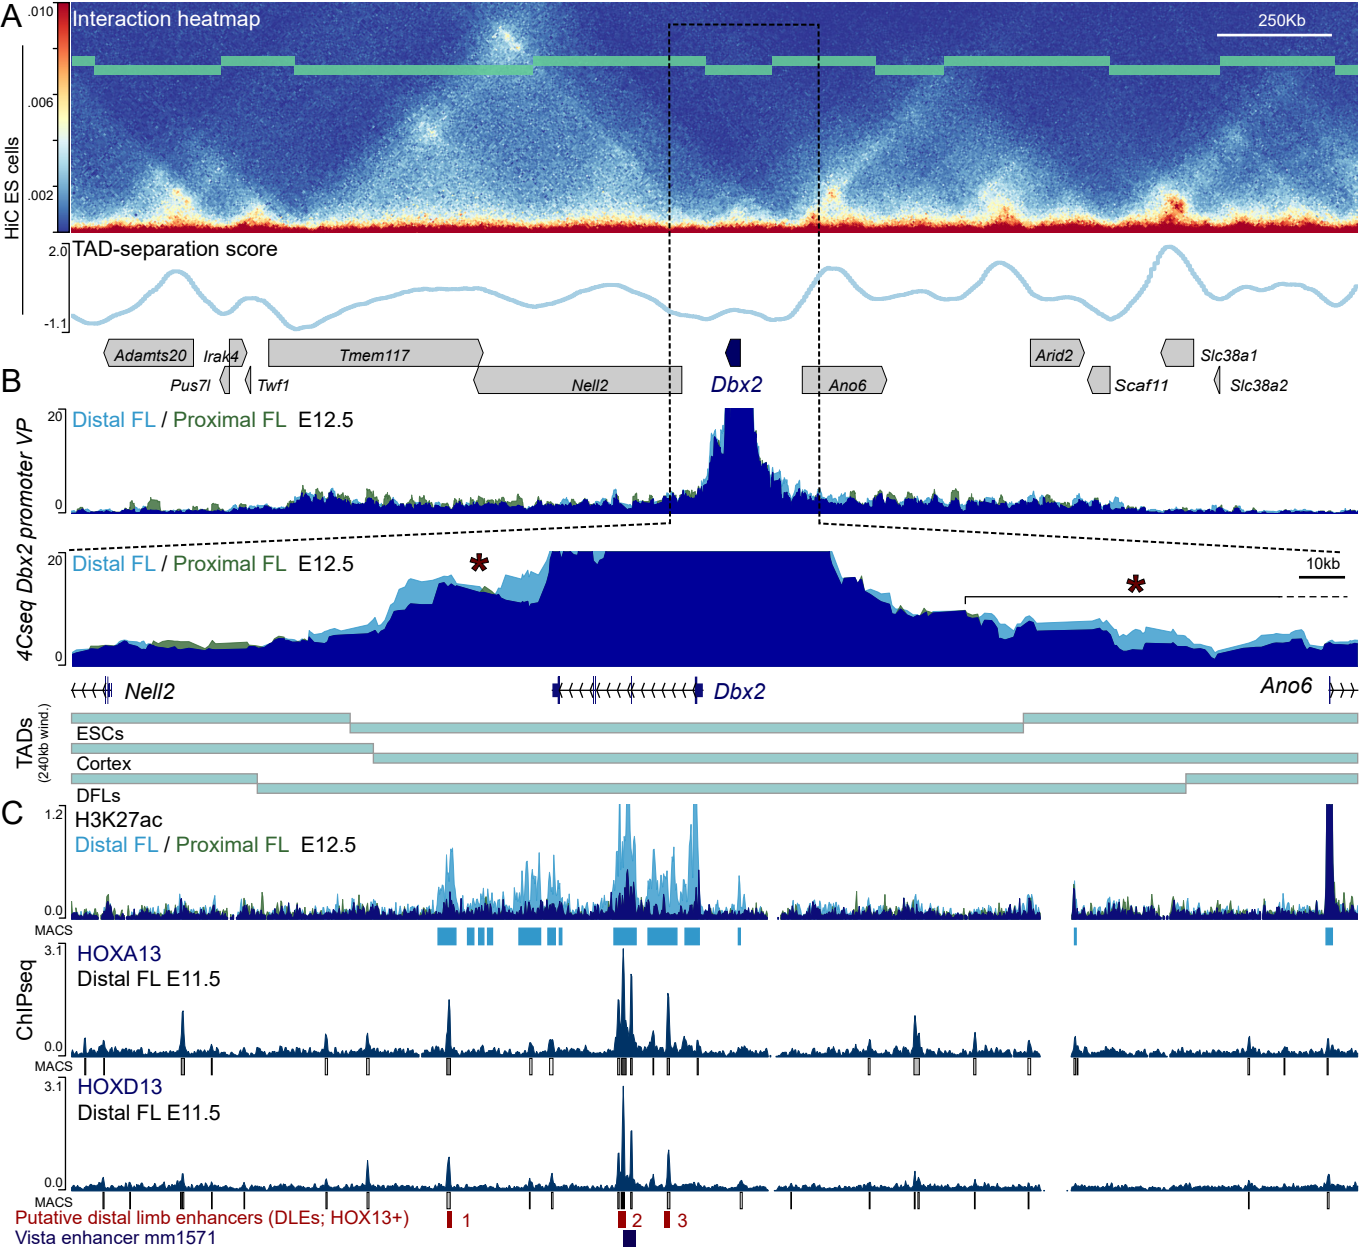 A
.010
Interaction heatmap
250Kb
.006
.002
HiC ES cells
2.0
TAD-separation score
-1.1
Adamts20
Irak4
Tmem117
Arid2
Slc38a1
Pus7l
Twf1
Nell2
Dbx2
Ano6
Scaf11
Slc38a2
B
4Cseq Dbx2 promoter VP
20
Distal FL / Proximal FL E12.5
0
20
Distal FL / Proximal FL E12.5
*
*
10kb
0
Nell2
Dbx2
Ano6
TADs
(240kb wind.)
ESCs
Cortex
DFLs
C
ChIPseq
1.2
H3K27ac
Distal FL / Proximal FL E12.5
0.0
MACS
3.1
HOXA13
Distal FL E11.5
0.0
MACS
3.1
HOXD13
Distal FL E11.5
0.0
MACS
Putative distal limb enhancers (DLEs; HOX13+)
1
2
3
Vista enhancer mm1571